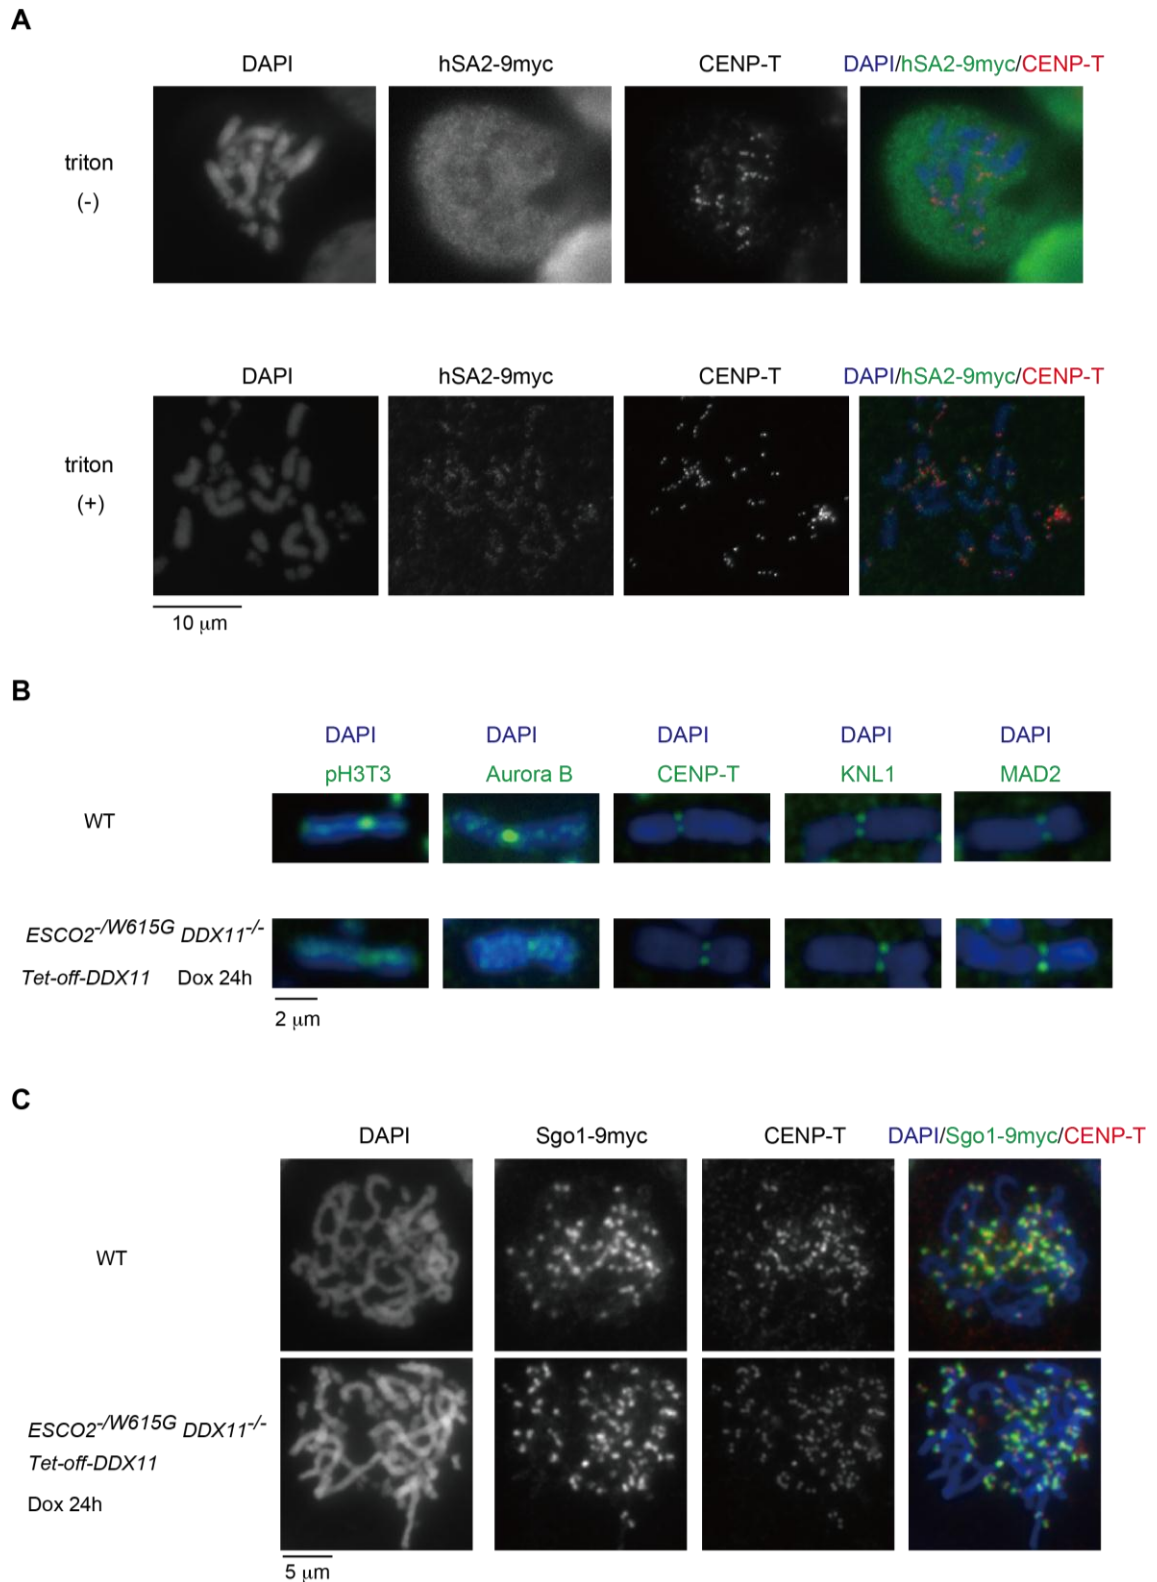 A
DAPI hSA2-9myc CENP-T DAPI/hSA2-9myc/CENP-T
triton
(-)
DAPI hSA2-9myc CENP-T DAPI/hSA2-9myc/CENP-T
triton
(+)
10 μm
B
DAPI DAPI DAPI DAPI DAPI
pH3T3 Aurora B CENP-T KNL1 MAD2
WT
ESCO2-/W615G DDX11-/-
Tet-off-DDX11 Dox 24h
2 μm
C
DAPI Sgo1-9myc CENP-T DAPI/Sgo1-9myc/CENP-T
WT
ESCO2-/W615G DDX11-/-
Tet-off-DDX11
Dox 24h
5 μm